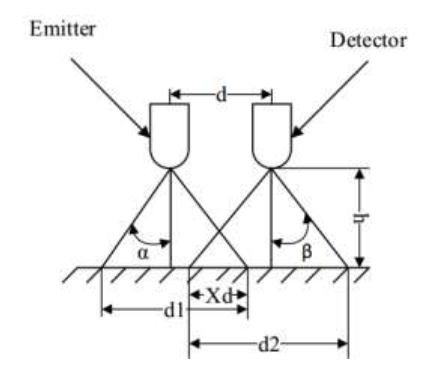 Emitter
Detector
d
h
α
β
Xd
d1
d2